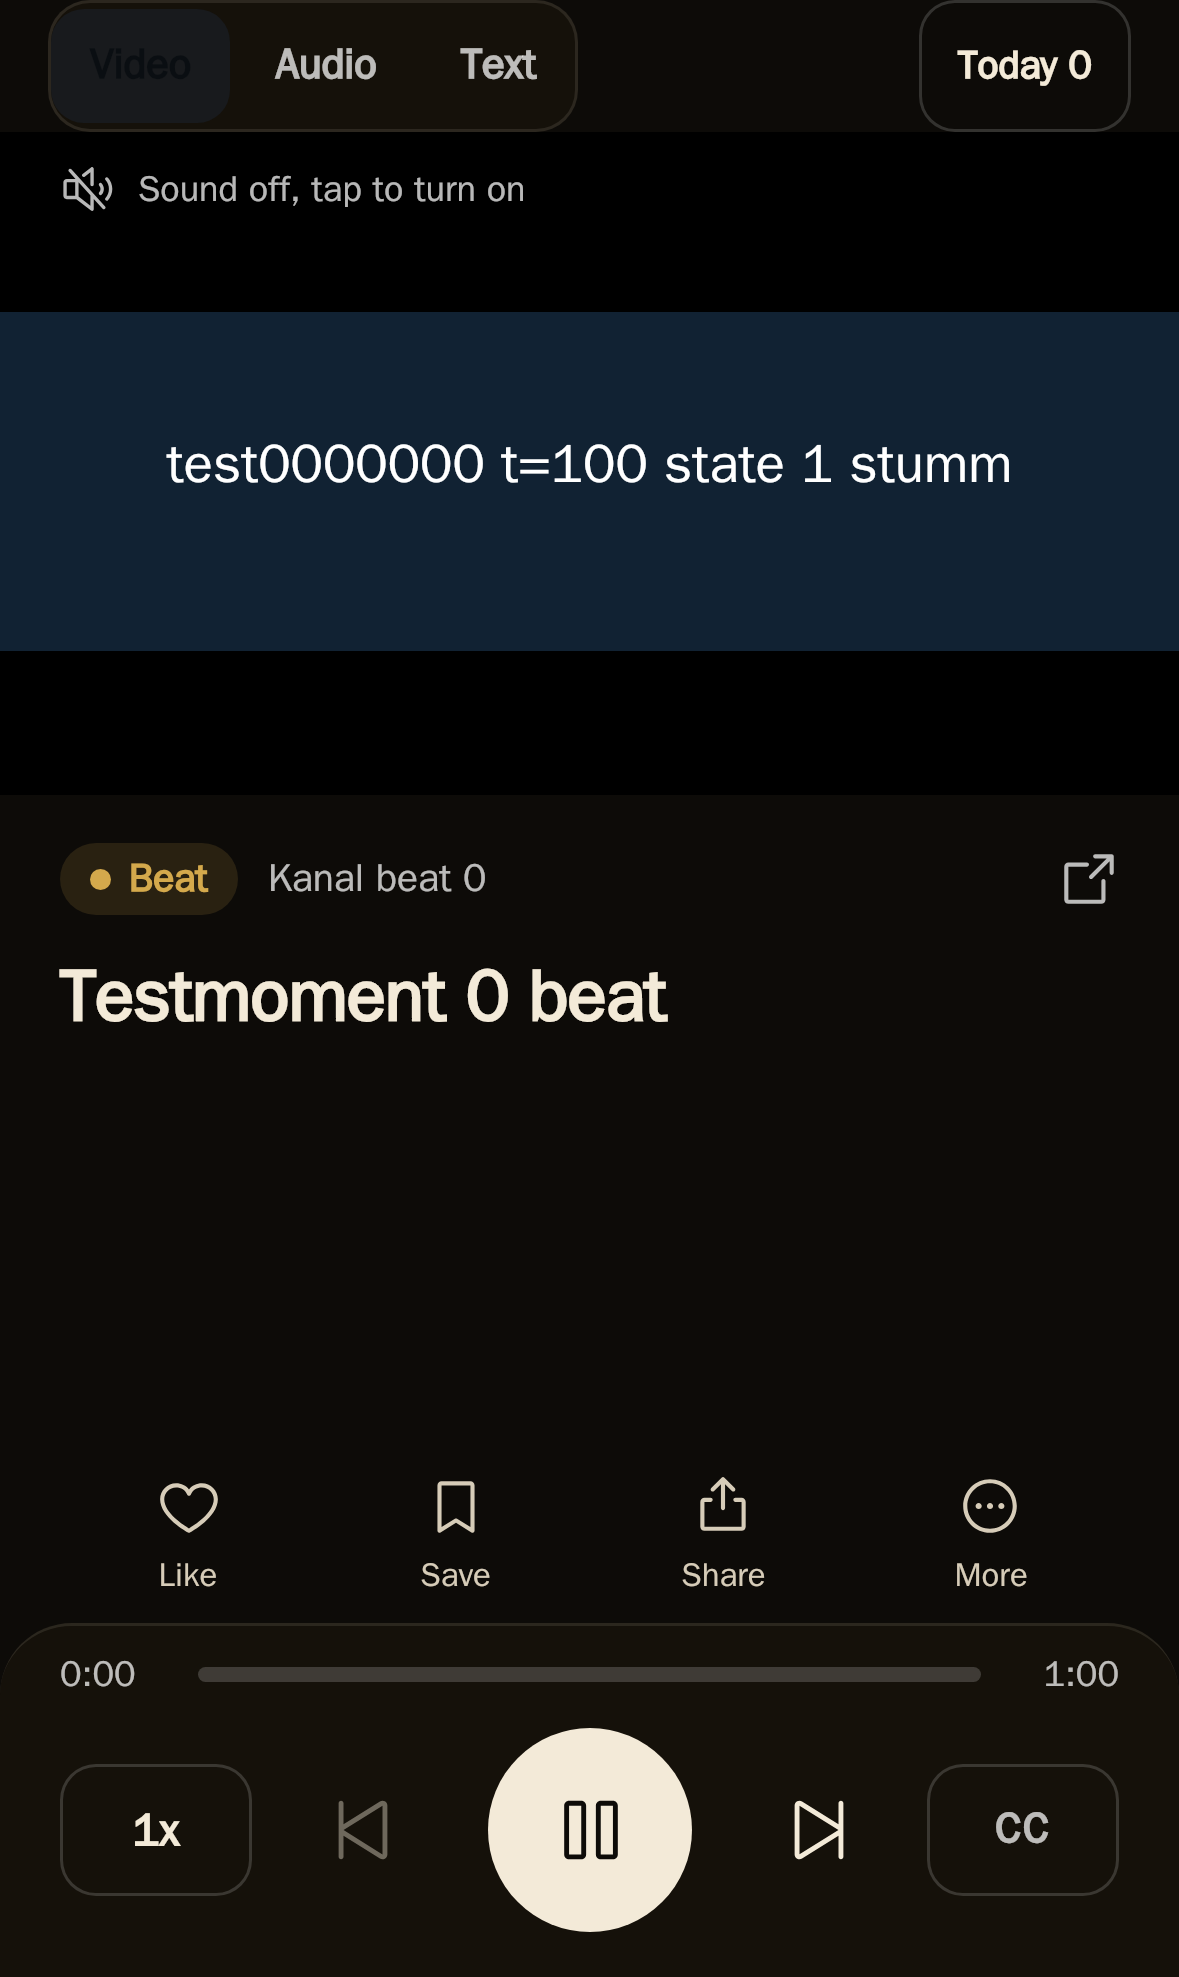 Video Audio Text Today 0
Sound off, tap to turn on
test0000000 t=100 state 1 stumm
Beat Kanal beat 0
Testmoment 0 beat
Like Save Share More
0:00 1:00
1x CC